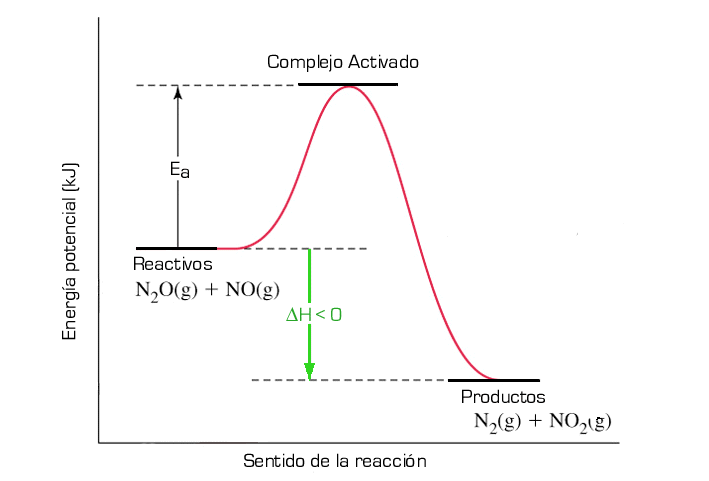 Complejo Activado
Ea
Energía potencial (kJ)
Reactivos
N₂O(g) + NO(g)
ΔH < 0
Productos
N₂(g) + NO₂(g)
Sentido de la reacción